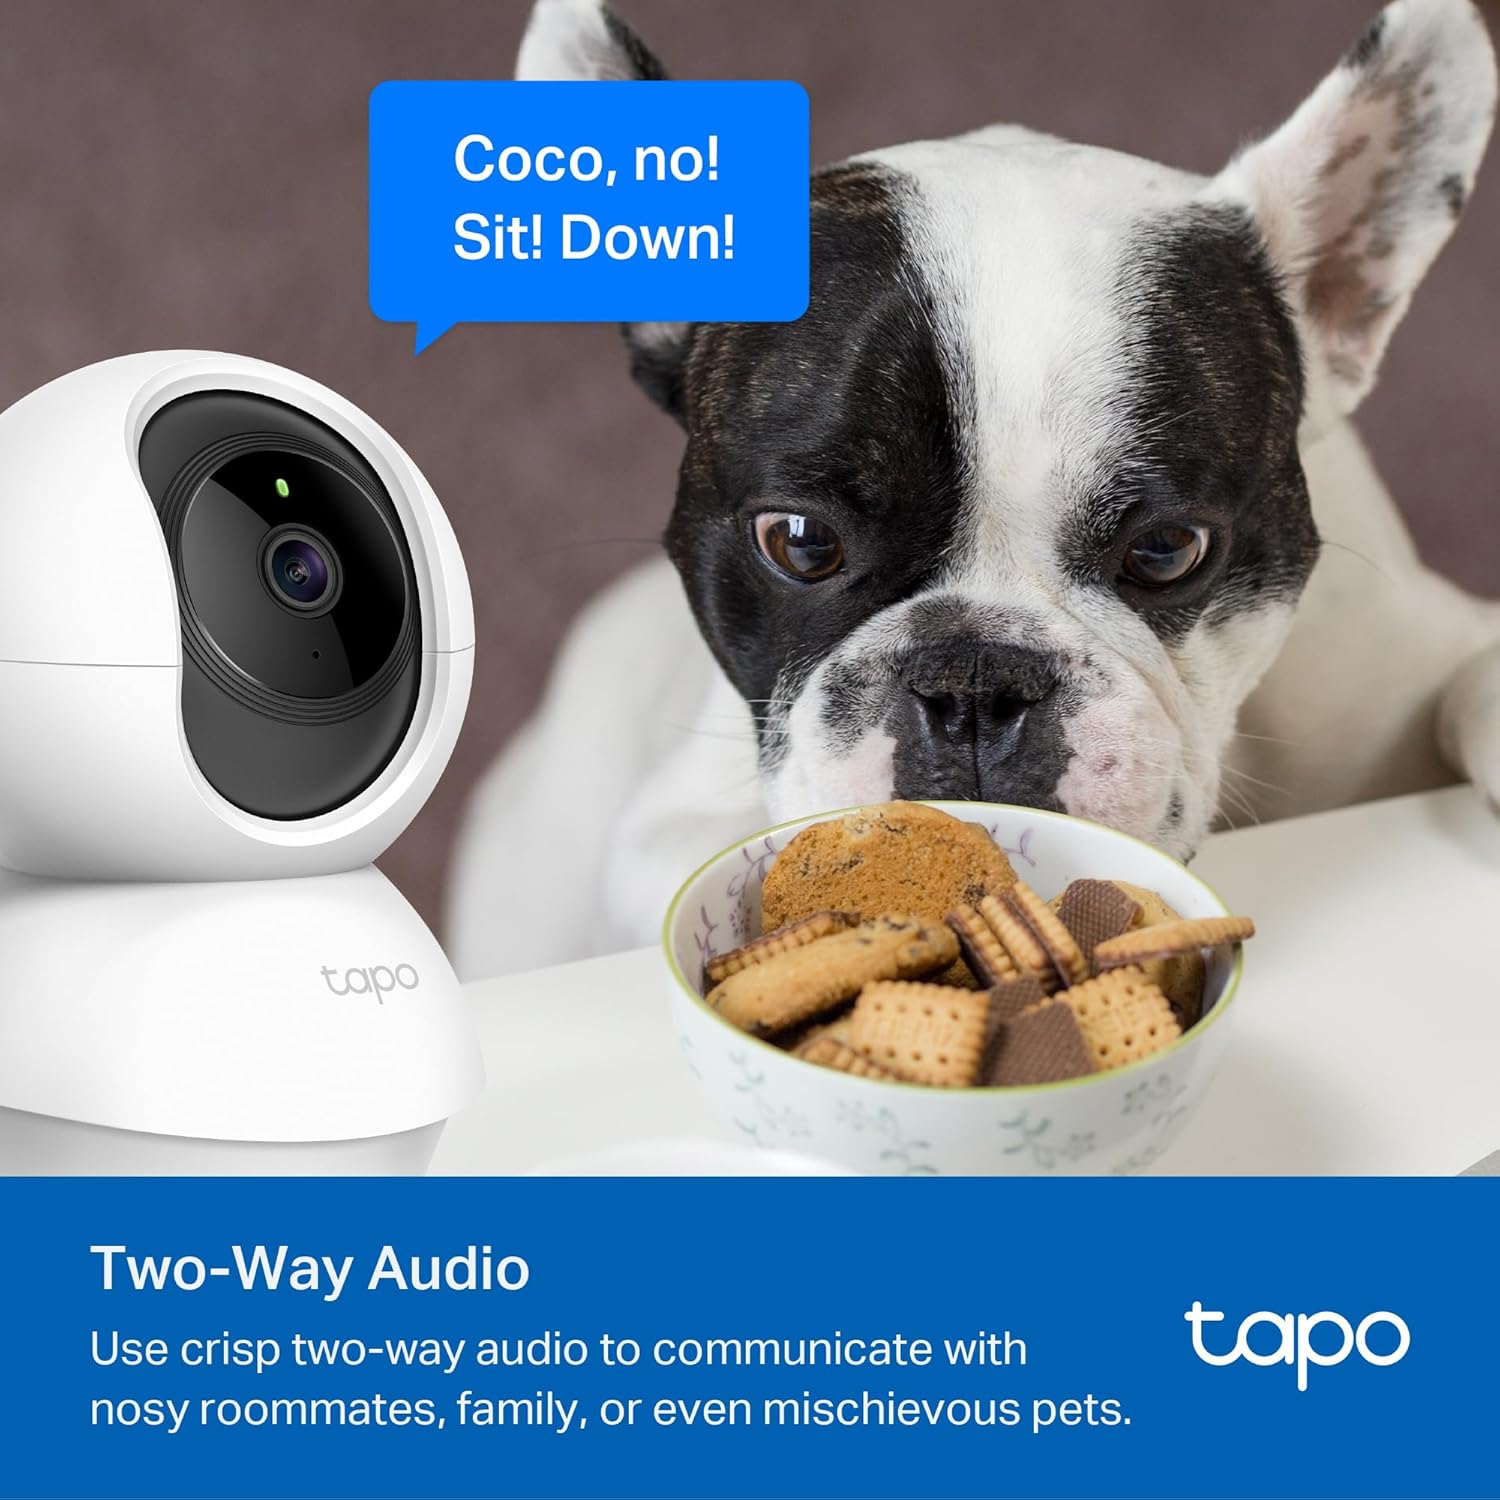 Coco, no!
Sit! Down!
tapo
Two-Way Audio
Use crisp two-way audio to communicate with
nosy roommates, family, or even mischievous pets.
tapo